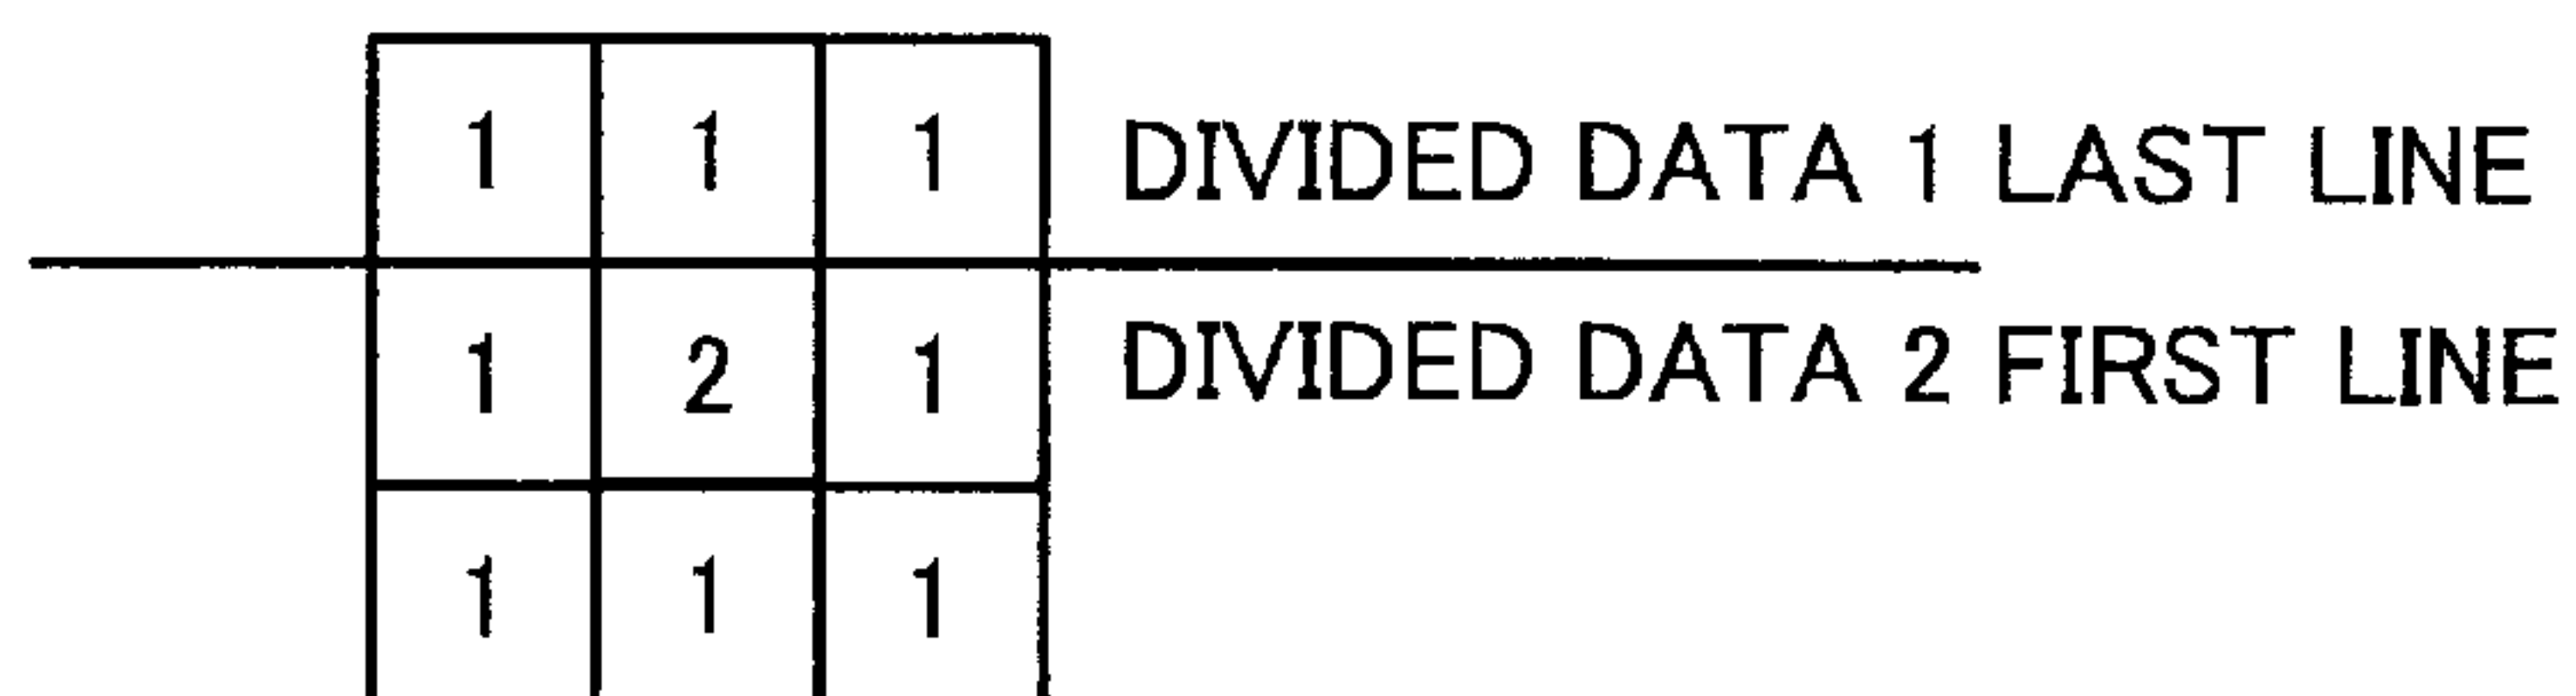 1 1 1 DIVIDED DATA 1 LAST LINE
1 2 1 DIVIDED DATA 2 FIRST LINE
1 1 1